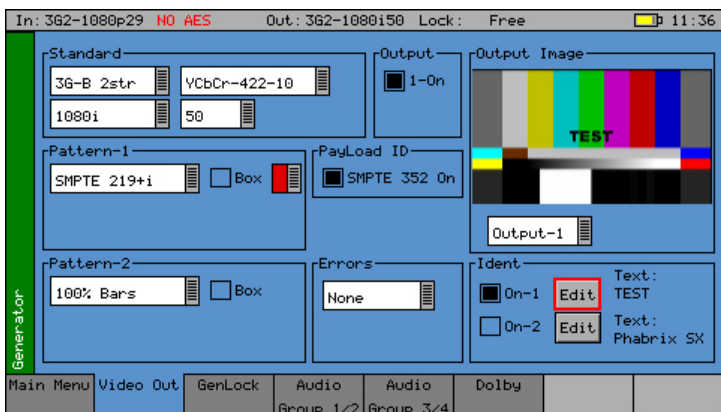 In: 3G2-1080p29 NO AES Out: 3G2-1080i50 Lock: Free 11:36
Generator
Standard
3G-B 2str YCbCr-422-10
1080i 50
Output
1-On
Output Image
TEST
Output-1
Pattern-1
SMPTE 219+i Box
PayLoad ID
SMPTE 352 On
Pattern-2
100% Bars Box
Errors
None
Ident
On-1 Edit Text: TEST
On-2 Edit Text: Phabrix SX
Main Menu Video Out GenLock Audio Group 1/2 Audio Group 3/4 Dolby